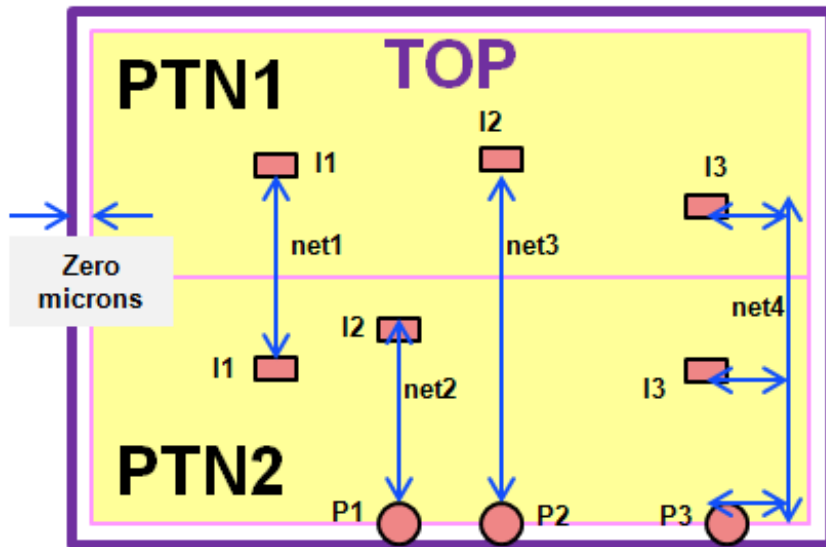 TOP
PTN1
I2
I1
I3
net1
net3
Zero
microns
net4
I2
I1
net2
I3
PTN2
P1
P2
P3